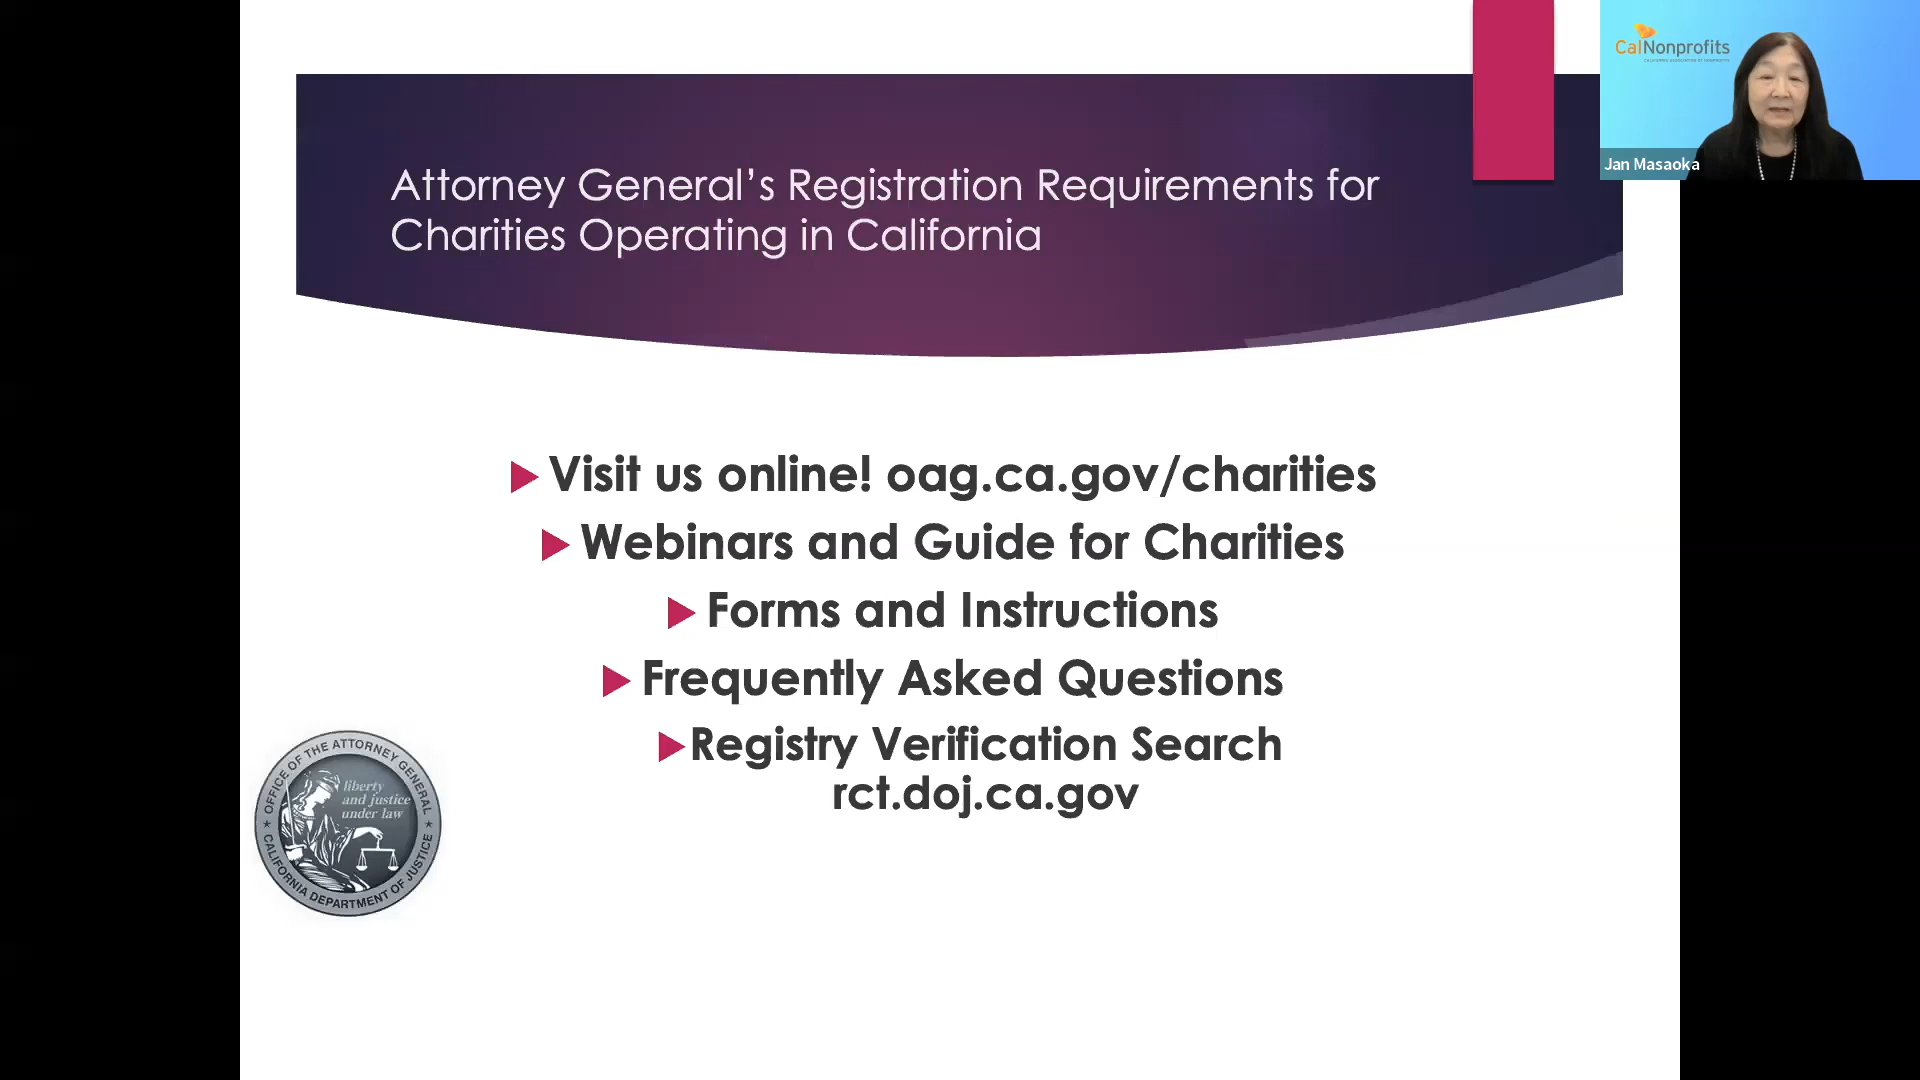 Attorney General’s Registration Requirements for
Charities Operating in California
CalNonprofits
Jan Masaoka
Visit us online! oag.ca.gov/charities
Webinars and Guide for Charities
Forms and Instructions
Frequently Asked Questions
Registry Verification Search
rct.doj.ca.gov
OFFICE OF THE ATTORNEY GENERAL
liberty
and justice
under law
CALIFORNIA DEPARTMENT OF JUSTICE